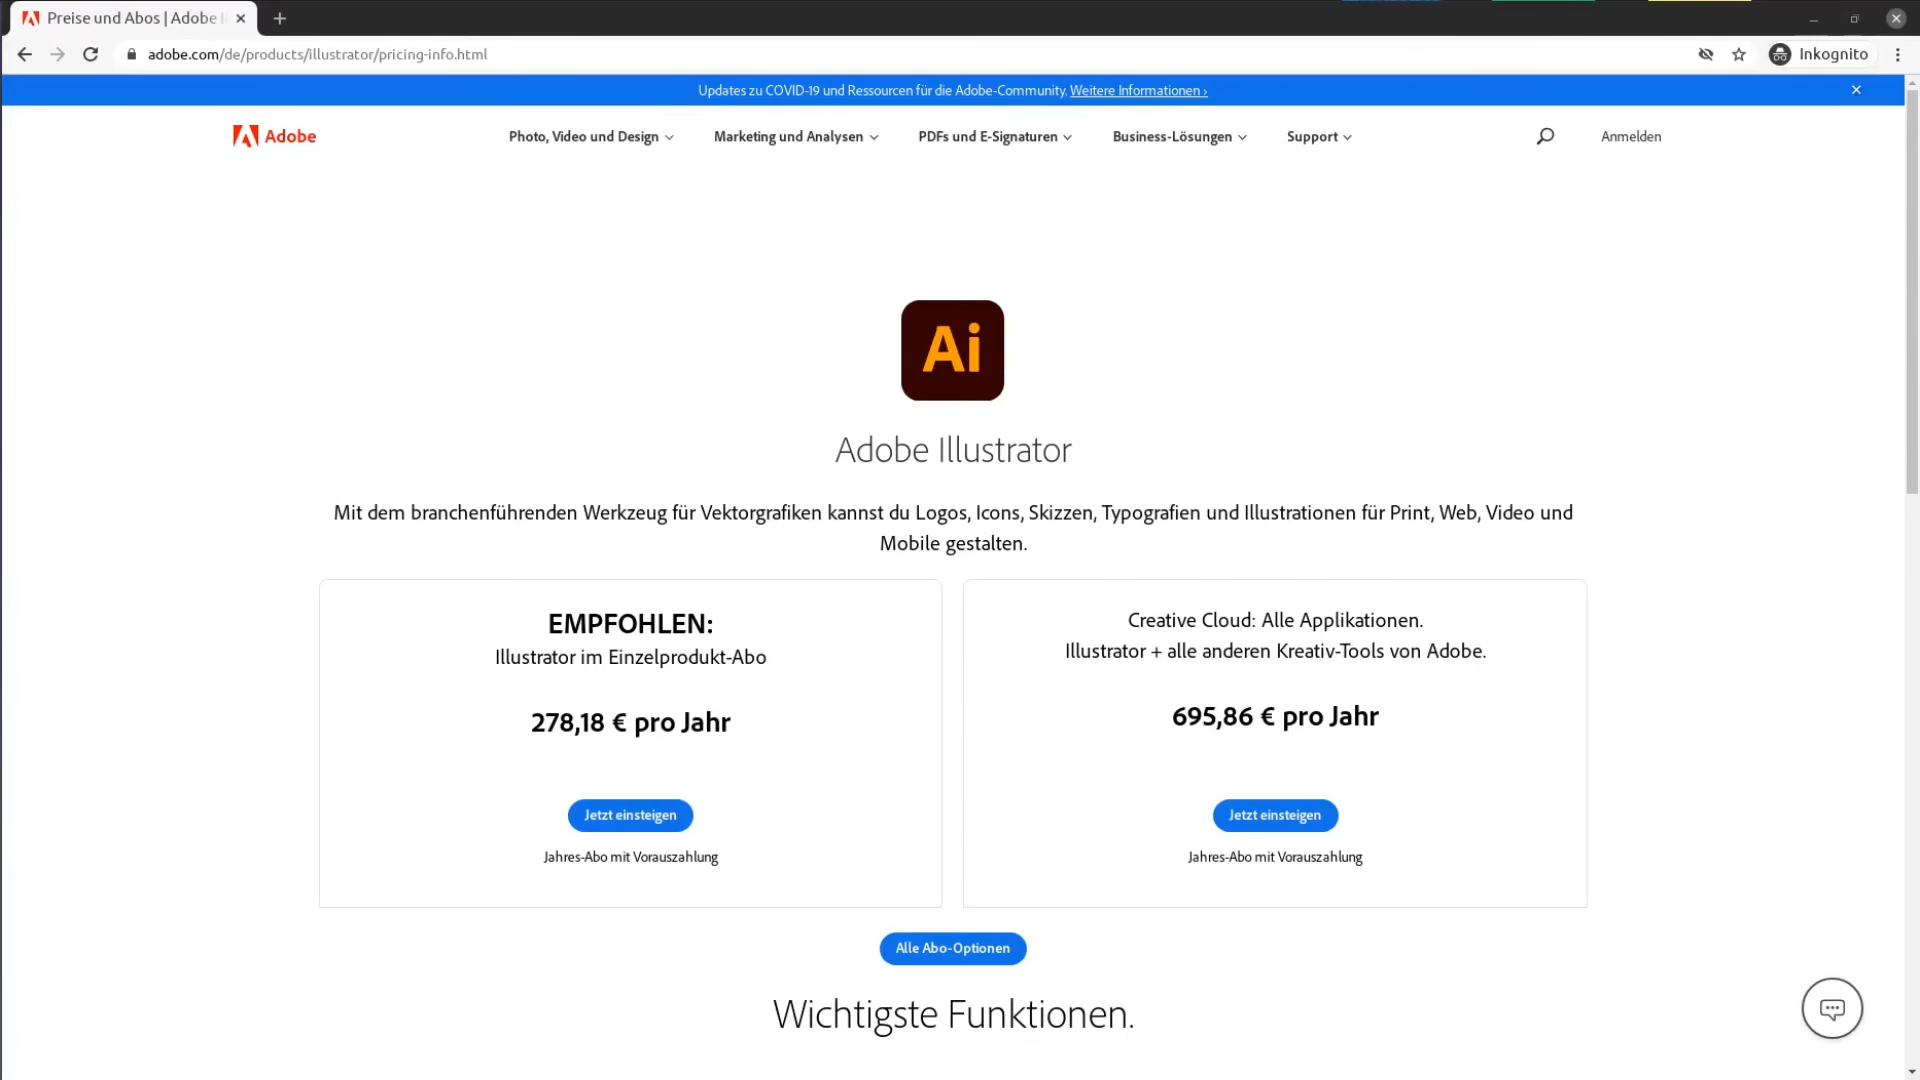 Preise und Abos | Adobe
adobe.com/de/products/illustrator/pricing-info.html
Inkognito
Updates zu COVID-19 und Ressourcen für die Adobe-Community. Weitere Informationen ›
Adobe
Photo, Video und Design
Marketing und Analysen
PDFs und E-Signaturen
Business-Lösungen
Support
Anmelden
Ai
Adobe Illustrator
Mit dem branchenführenden Werkzeug für Vektorgrafiken kannst du Logos, Icons, Skizzen, Typografien und Illustrationen für Print, Web, Video und
Mobile gestalten.
EMPFOHLEN:
Illustrator im Einzelprodukt-Abo
278,18 € pro Jahr
Jetzt einsteigen
Jahres-Abo mit Vorauszahlung
Creative Cloud: Alle Applikationen.
Illustrator + alle anderen Kreativ-Tools von Adobe.
695,86 € pro Jahr
Jetzt einsteigen
Jahres-Abo mit Vorauszahlung
Alle Abo-Optionen
Wichtigste Funktionen.